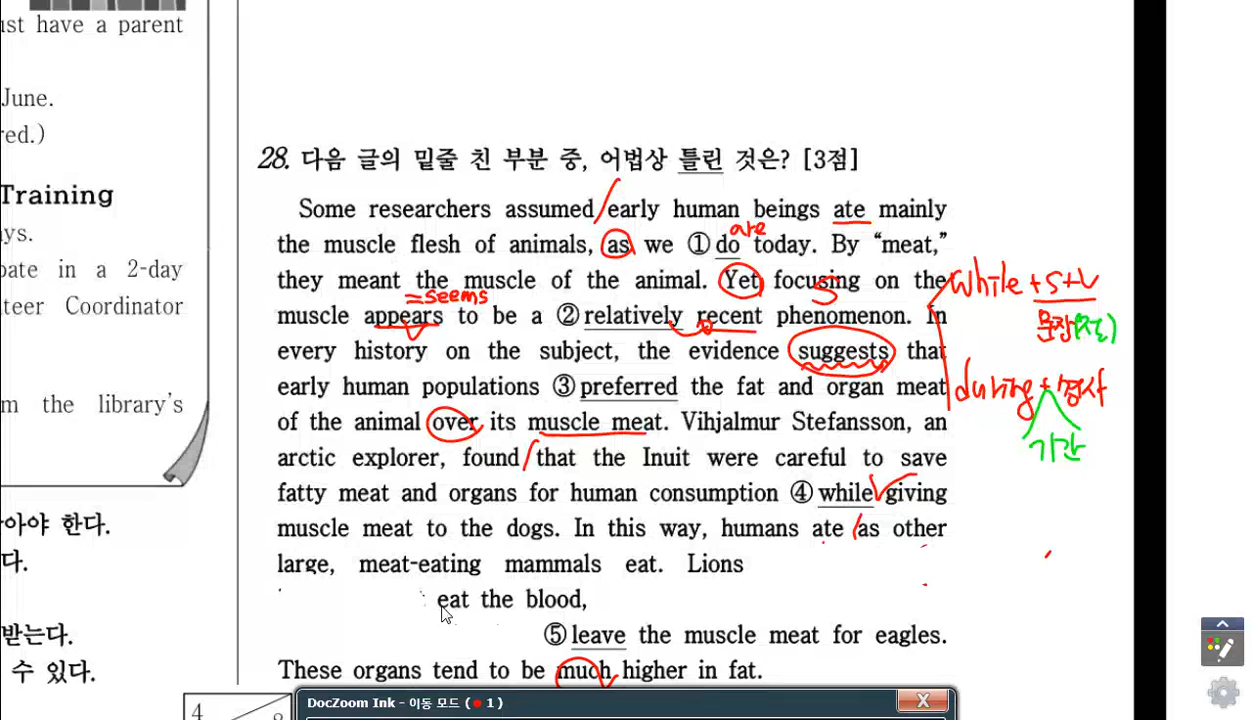 ust have a parent
June.
red.)
Training
ys.
pate in a 2-day
nteer Coordinator
m the library's
아야 한다.
다.
받는다.
수 있다.
28. 다음 글의 밑줄 친 부분 중, 어법상 틀린 것은? [3점]
Some researchers assumed early human beings ate mainly
are
the muscle flesh of animals, as we ① do today. By “meat,”
they meant the muscle of the animal. Yet focusing on the
=seems S
muscle appears to be a ② relatively recent phenomenon. In
every history on the subject, the evidence suggests that
early human populations ③ preferred the fat and organ meat
of the animal over its muscle meat. Vihjalmur Stefansson, an
arctic explorer, found that the Inuit were careful to save
fatty meat and organs for human consumption ④ while giving
muscle meat to the dogs. In this way, humans ate as other
large, meat-eating mammals eat. Lions
eat the blood,
⑤ leave the muscle meat for eagles.
These organs tend to be much higher in fat.
while + S + V
문장(절)
during + 명사
기간
4
DocZoom Ink - 이동 모드 ( 1 )
X